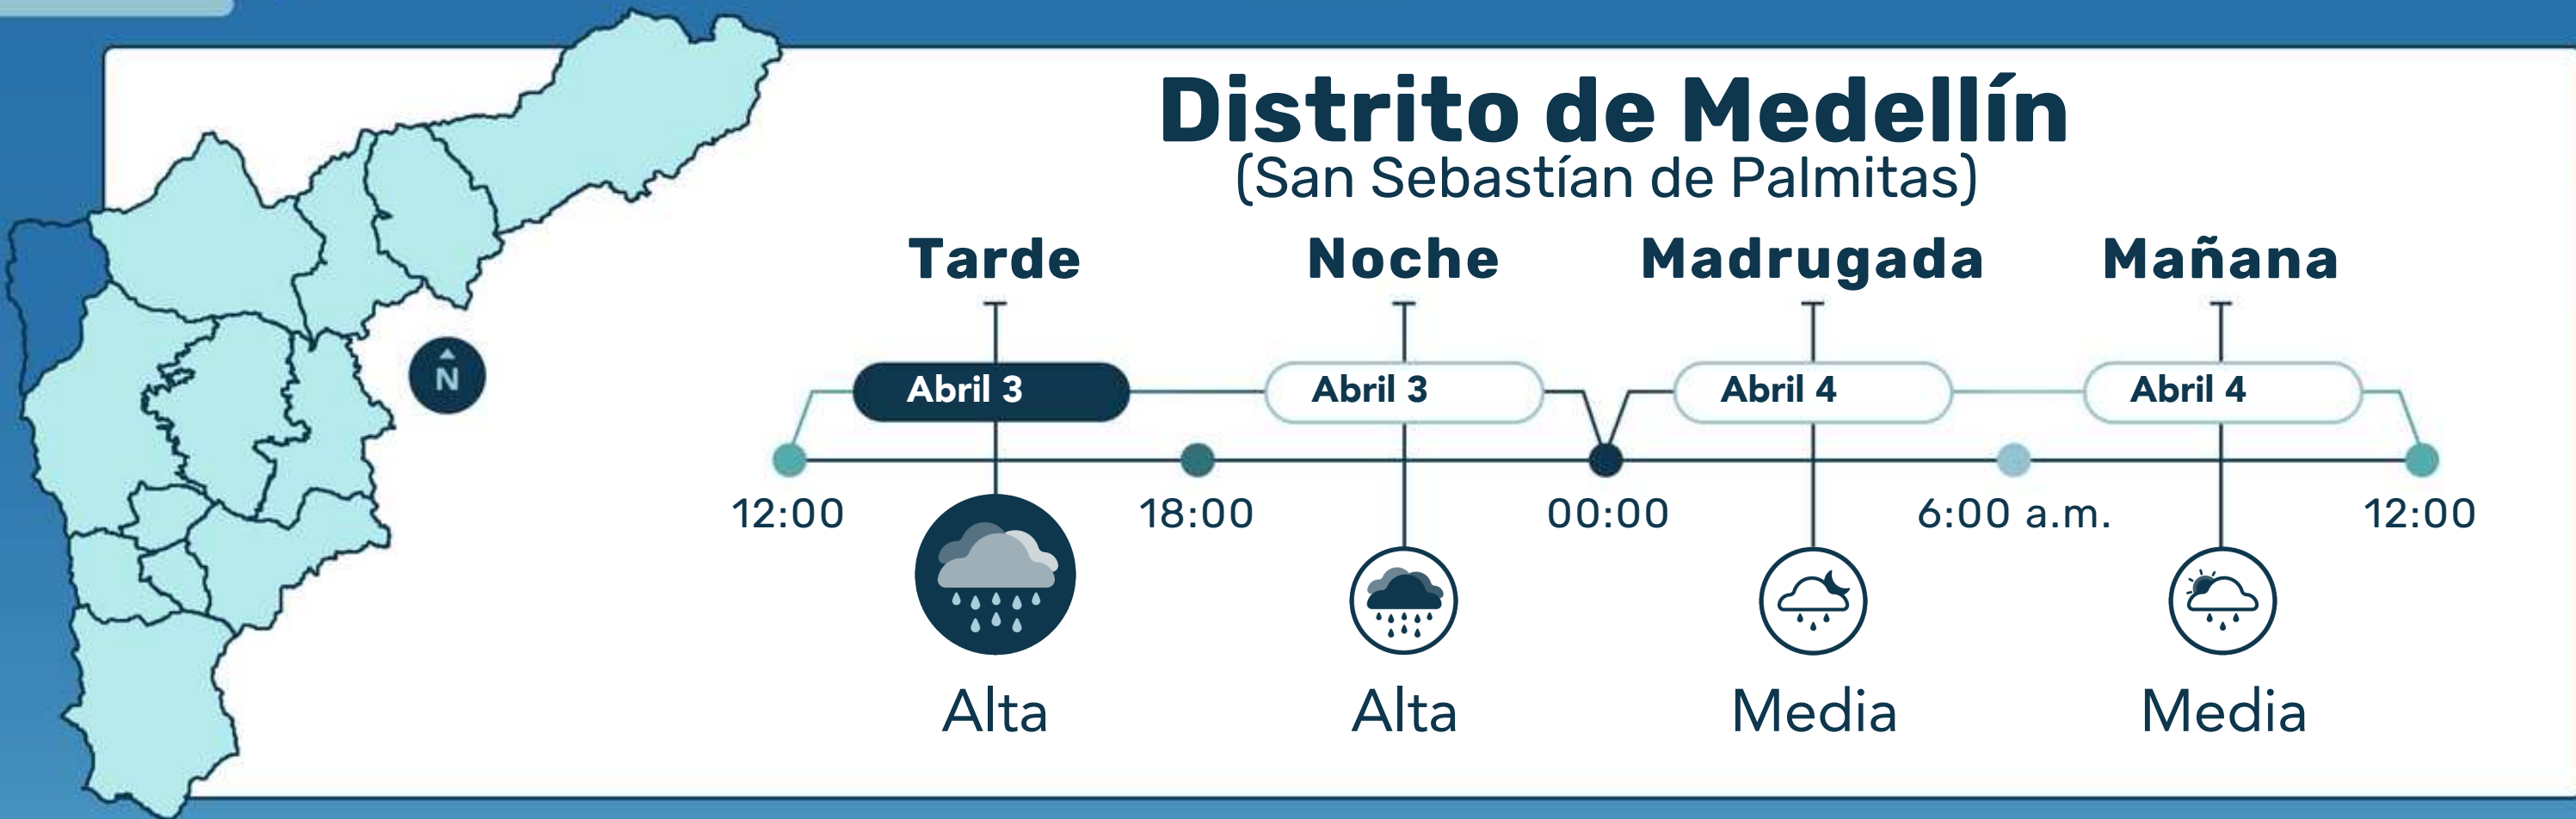 Distrito de Medellín
(San Sebastían de Palmitas)
Tarde Noche Madrugada Mañana
Abril 3 Abril 3 Abril 4 Abril 4
N
12:00 18:00 00:00 6:00 a.m. 12:00
Alta Alta Media Media